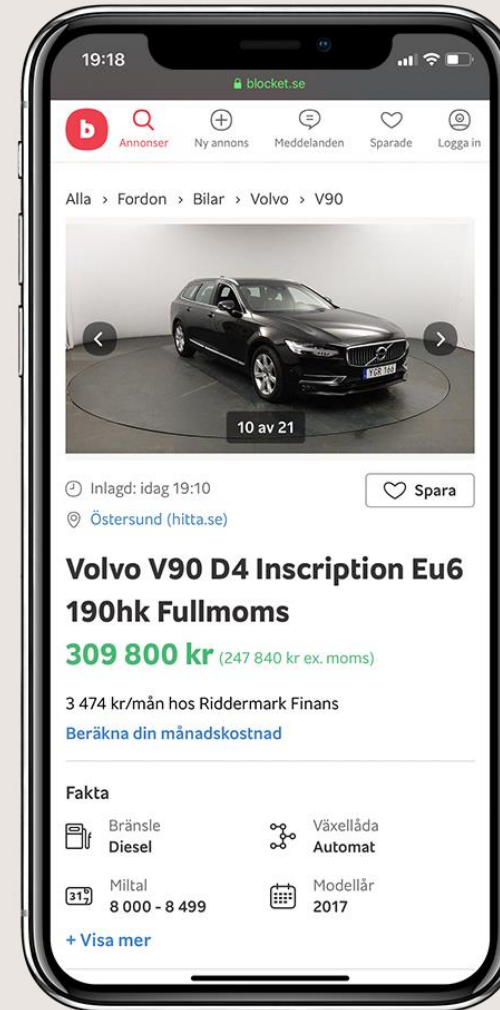 19:18
blocket.se
b
Annonser Ny annons Meddelanden Sparade Logga in
Alla > Fordon > Bilar > Volvo > V90
YGR 166
10 av 21
Inlagd: idag 19:10
Spara
Östersund (hitta.se)
Volvo V90 D4 Inscription Eu6
190hk Fullmoms
309 800 kr (247 840 kr ex. moms)
3 474 kr/mån hos Riddermark Finans
Beräkna din månadskostnad
Fakta
Bränsle Växellåda
Diesel Automat
Miltal Modellår
8 000 - 8 499 2017
+ Visa mer